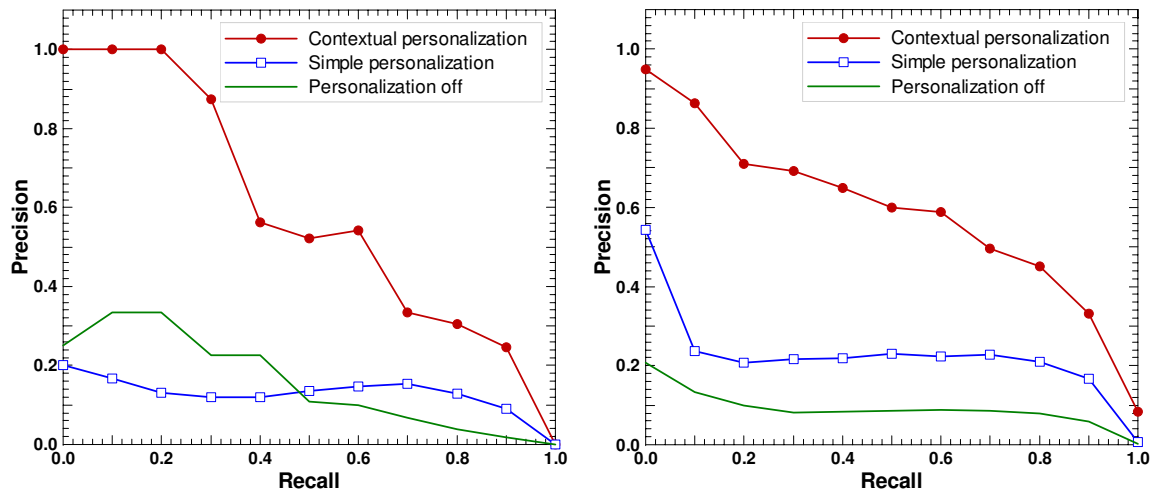 Contextual personalization
Simple personalization
Personalization off
1.0
0.8
0.6
0.4
0.2
0.0
Precision
0.0 0.2 0.4 0.6 0.8 1.0
Recall
Contextual personalization
Simple personalization
Personalization off
1.0
0.8
0.6
0.4
0.2
0.0
Precision
0.0 0.2 0.4 0.6 0.8 1.0
Recall